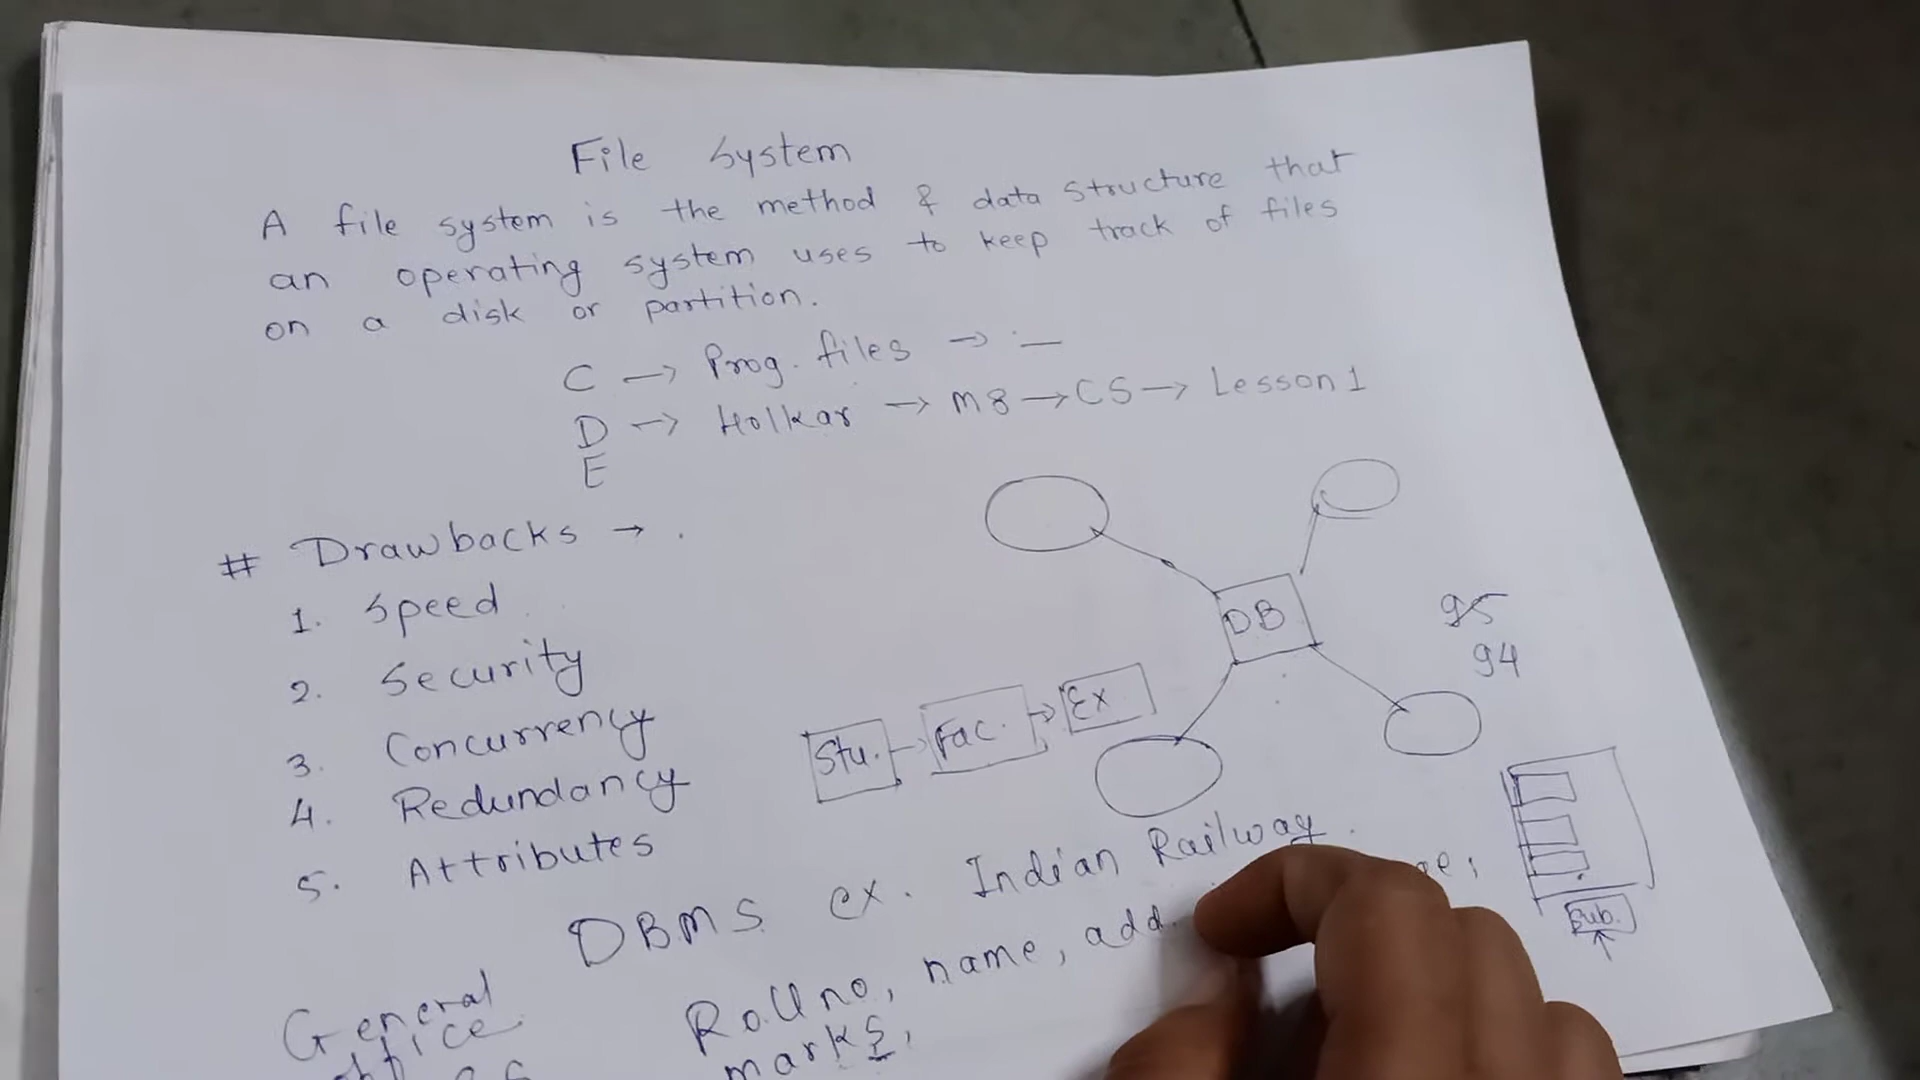 File System
A file system is the method & data structure that
an operating system uses to keep track of files
on a disk or partition.
C → Prog. files → —
D → Holkar → M8 → CS → Lesson 1
E
# Drawbacks →
1. Speed
2. Security
3. Concurrency
4. Redundancy
5. Attributes
DB
95
94
Stu. → Fac. → Ex
Sub.
DBMS ex. Indian Railway.
General
Office
Roll no, name, add.
marks,